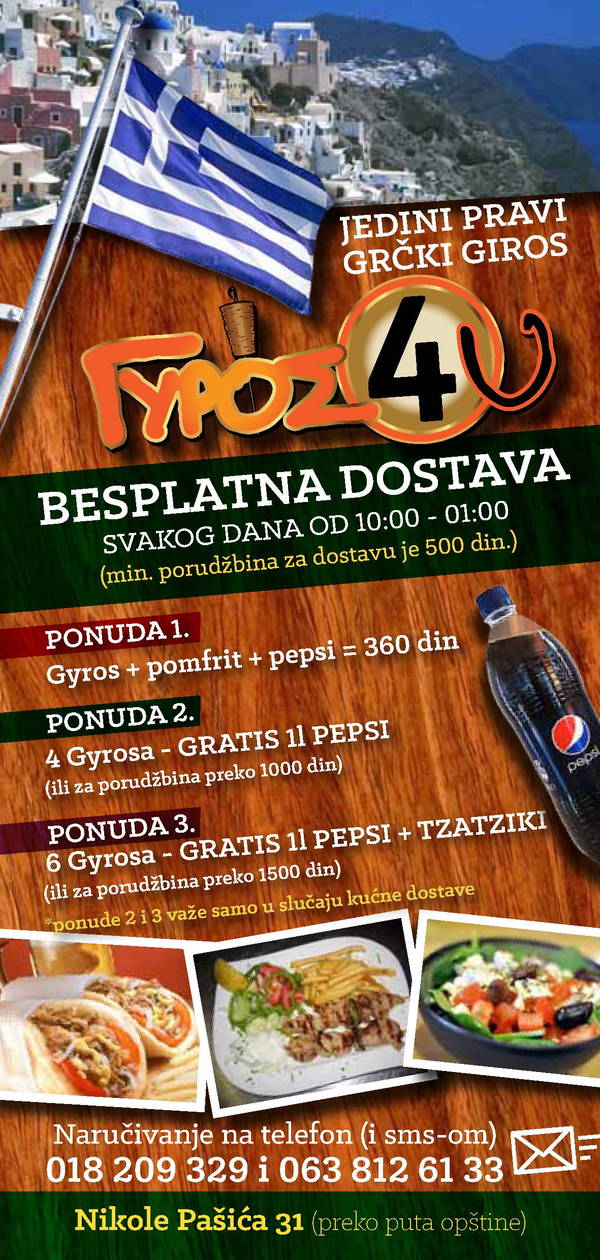 JEDINI PRAVI
GRČKI GIROS
ΓΥΡΟΣ 4 U
BESPLATNA DOSTAVA
SVAKOG DANA OD 10:00 - 01:00
(min. porudžbina za dostavu je 500 din.)
PONUDA 1.
Gyros + pomfrit + pepsi = 360 din
PONUDA 2.
4 Gyrosa - GRATIS 1l PEPSI
(ili za porudžbina preko 1000 din)
pepsi
PONUDA 3.
6 Gyrosa - GRATIS 1l PEPSI + TZATZIKI
(ili za porudžbina preko 1500 din)
*ponude 2 i 3 važe samo u slučaju kućne dostave
Naručivanje na telefon (i sms-om)
018 209 329 i 063 812 61 33
Nikole Pašića 31 (preko puta opštine)